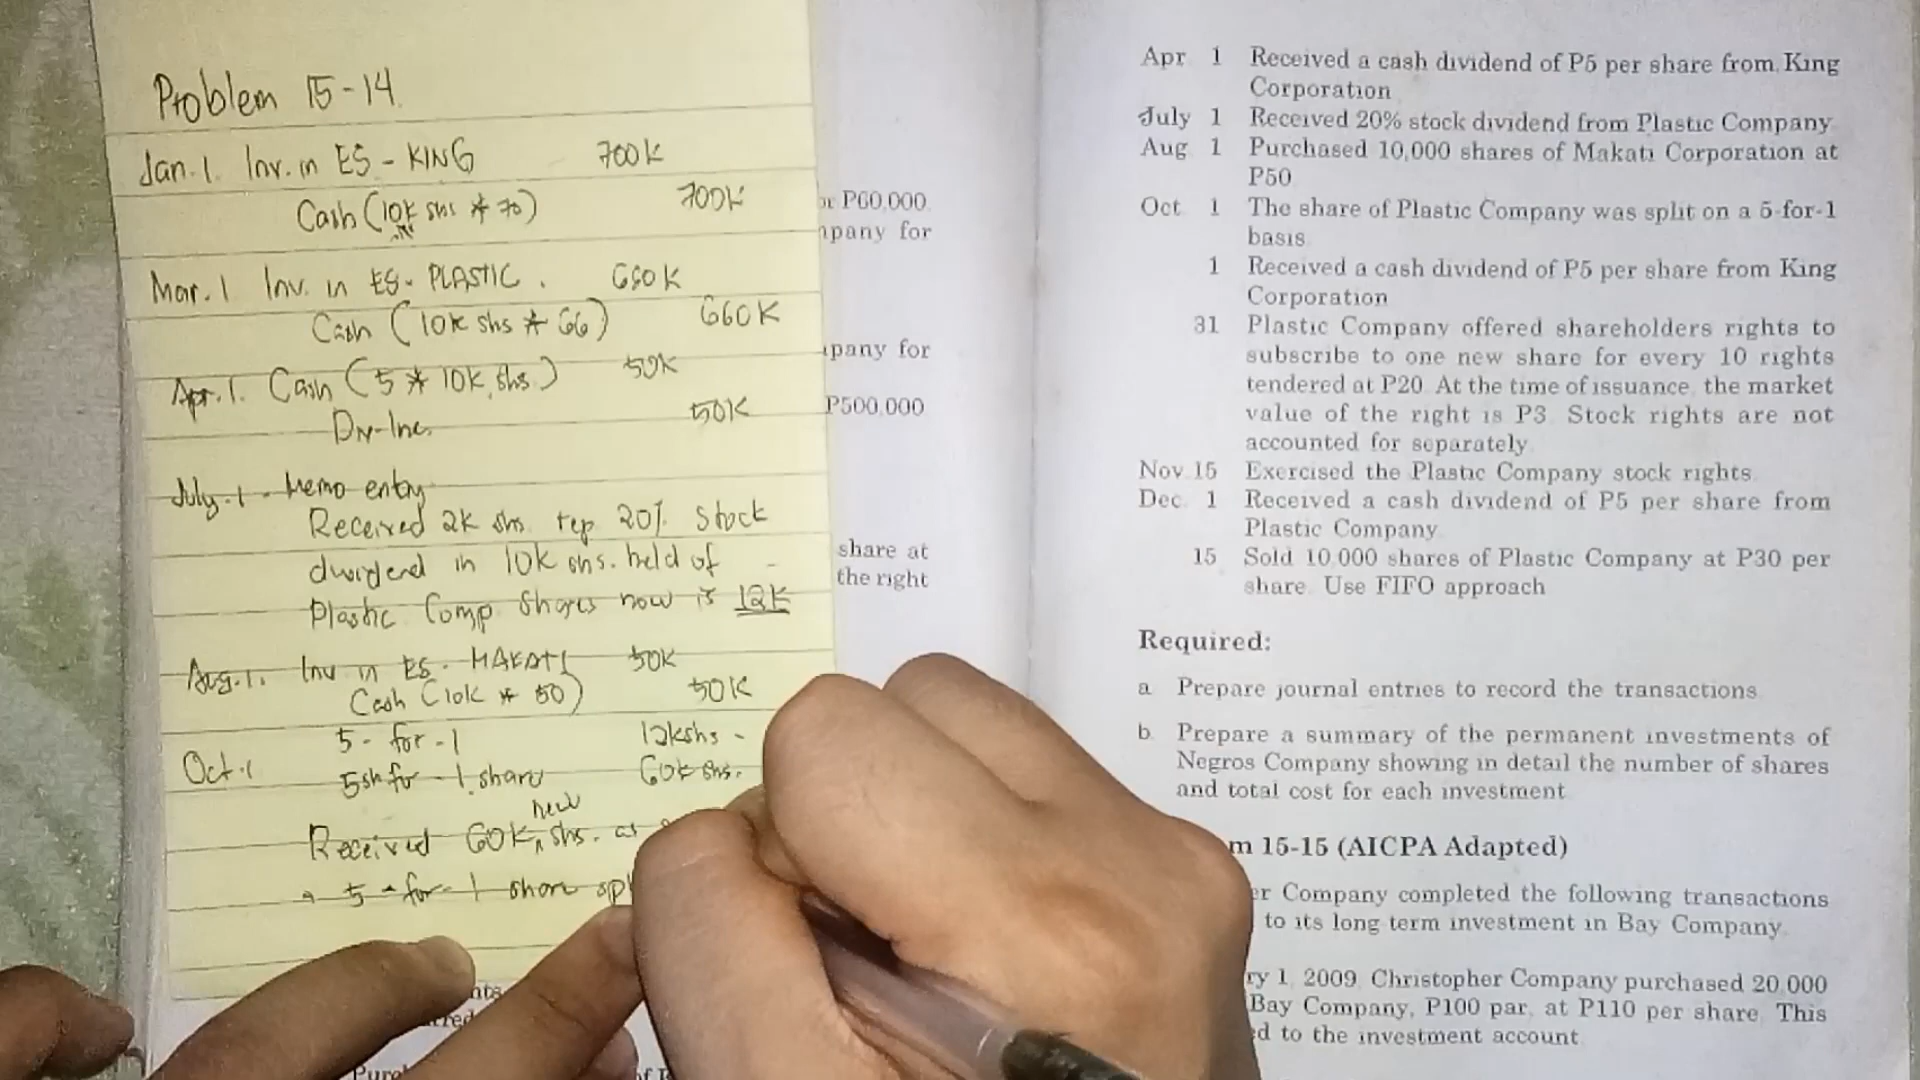 Problem 15-14
Jan. 1. Inv. in ES - KING 700K
Cash (10K shs * 70) 700K
Mar. 1 Inv. in ES - PLASTIC. 660K
Cash (10K shs * 66) 660K
Apr. 1. Cash (5 * 10K shs) 50K
Div-Inc. 50K
July. 1 - Memo entry
Received 2K shs. rep 20% stock
dividend in 10K shs. held of
Plastic Comp. Shares now is 12K
Aug. 1. Inv in ES - MAKATI 50K
Cash (10K * 50) 50K
5 - for - 1 12kshs -
Oct. 1 5sh for - 1 share 60k shs.
new
Received 60K shs. as
5 - for - 1 share spl
P60,000
pany for
pany for
P500,000
share at
the right
Apr 1 Received a cash dividend of P5 per share from King
Corporation
July 1 Received 20% stock dividend from Plastic Company
Aug 1 Purchased 10,000 shares of Makati Corporation at
P50
Oct 1 The share of Plastic Company was split on a 5-for-1
basis
1 Received a cash dividend of P5 per share from King
Corporation
31 Plastic Company offered shareholders rights to
subscribe to one new share for every 10 rights
tendered at P20 At the time of issuance, the market
value of the right is P3 Stock rights are not
accounted for separately
Nov 15 Exercised the Plastic Company stock rights
Dec 1 Received a cash dividend of P5 per share from
Plastic Company
15 Sold 10,000 shares of Plastic Company at P30 per
share Use FIFO approach
Required:
a Prepare journal entries to record the transactions
b Prepare a summary of the permanent investments of
Negros Company showing in detail the number of shares
and total cost for each investment
m 15-15 (AICPA Adapted)
er Company completed the following transactions
to its long term investment in Bay Company
ry 1, 2009, Christopher Company purchased 20,000
Bay Company, P100 par, at P110 per share This
d to the investment account